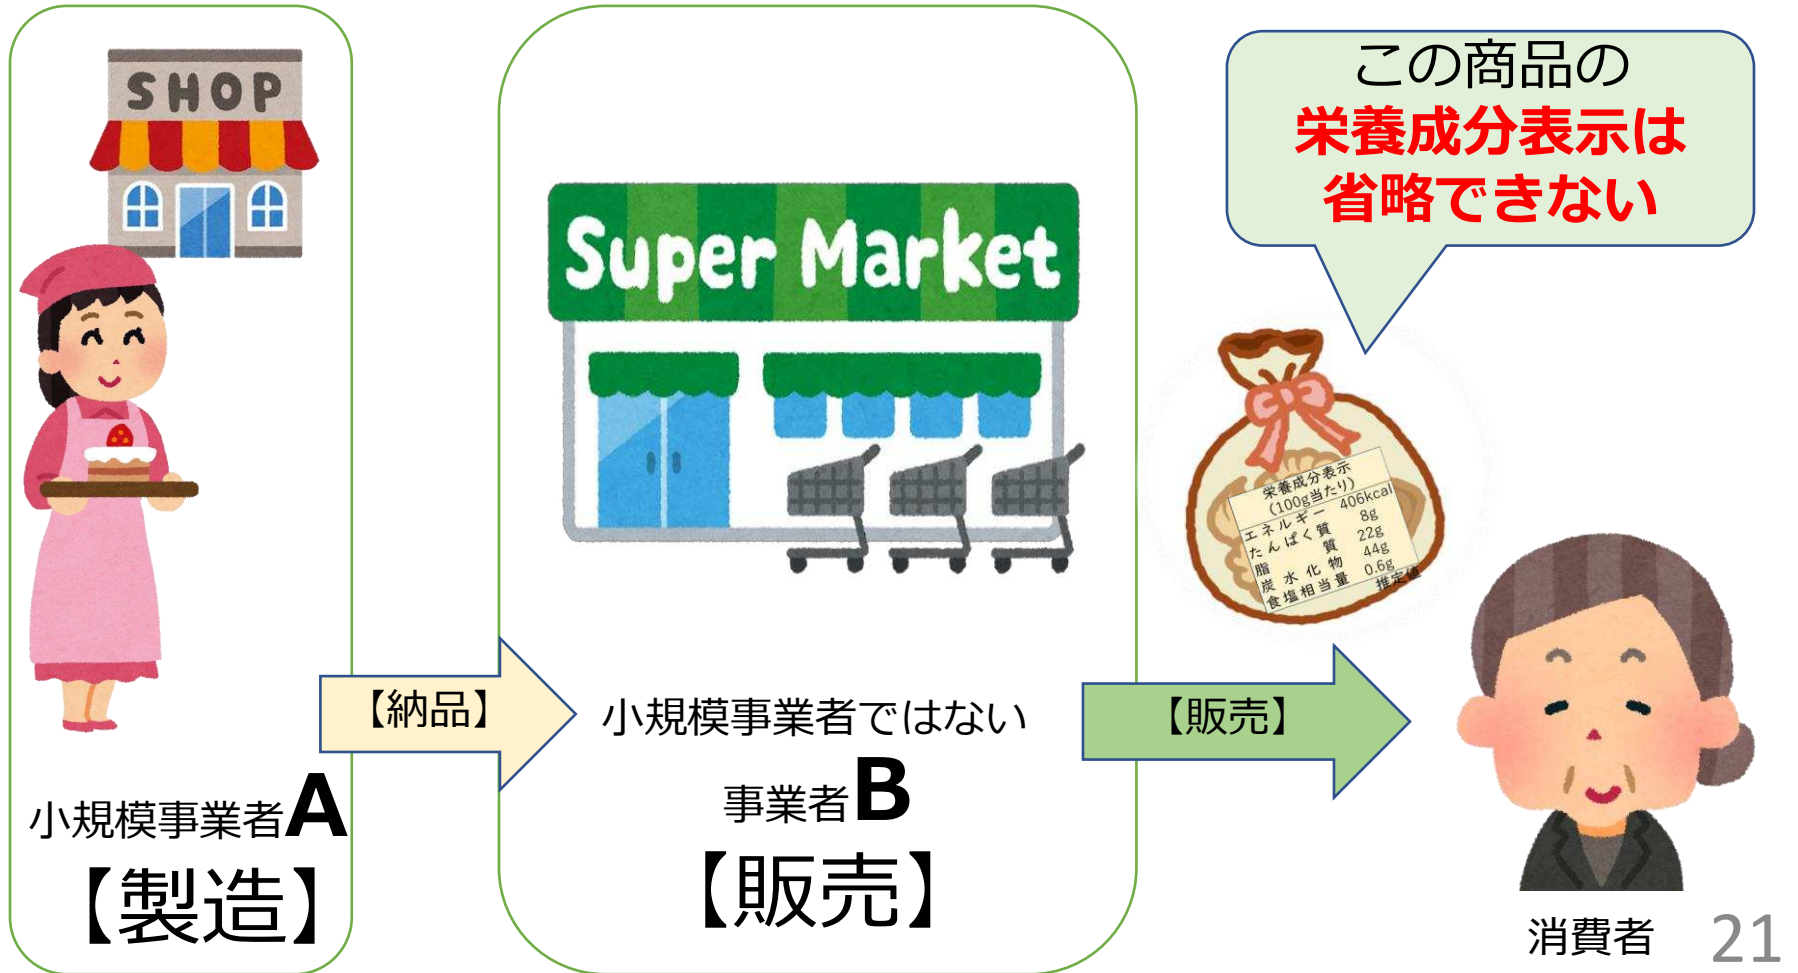 SHOP
小規模事業者A
【製造】
【納品】
Super Market
小規模事業者ではない
事業者B
【販売】
【販売】
この商品の
栄養成分表示は
省略できない
栄養成分表示
(100g当たり)
エネルギー 406kcal
たんぱく質 8g
脂質 22g
炭水化物 44g
食塩相当量 0.6g
推定値
消費者
21